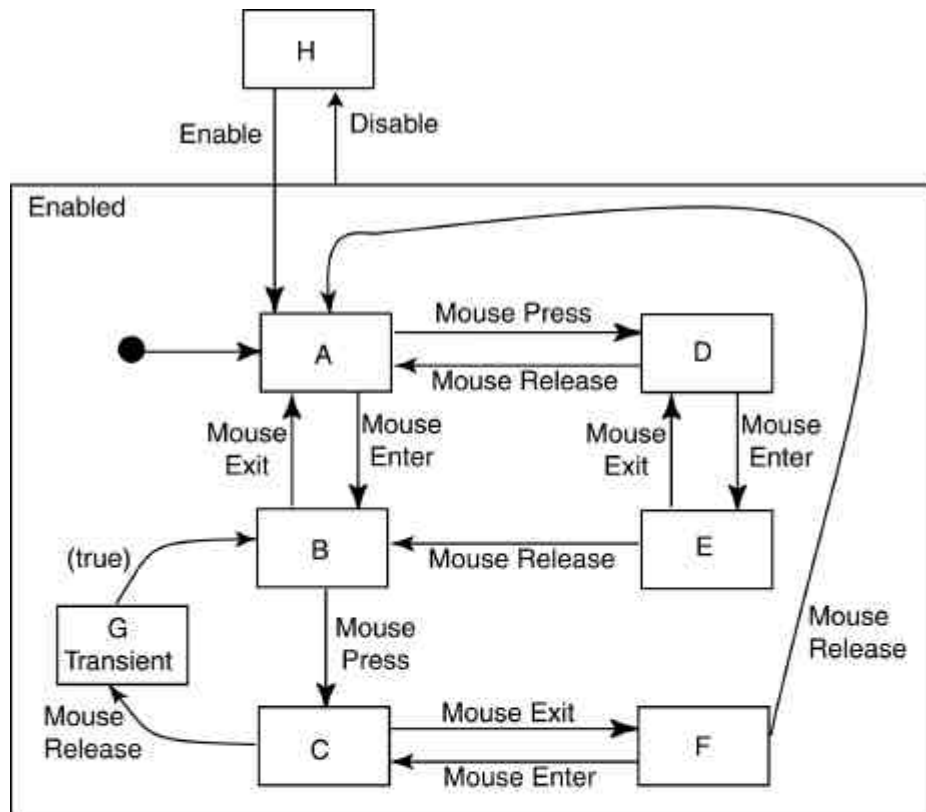 H
Enable
Disable
Enabled
Mouse Press
A
D
Mouse Release
Mouse
Exit
Mouse
Enter
Mouse
Exit
Mouse
Enter
(true)
B
E
Mouse Release
G
Transient
Mouse
Press
Mouse
Release
Mouse
Release
C
Mouse Exit
F
Mouse Enter